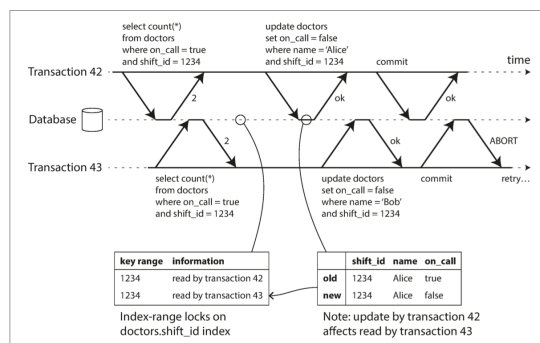 select count(*)
from doctors
where on_call = true
and shift_id = 1234
update doctors
set on_call = false
where name = 'Alice'
and shift_id = 1234
commit
time
Transaction 42
2
ok
ok
Database
2
ok
ABORT
Transaction 43
select count(*)
from doctors
where on_call = true
and shift_id = 1234
update doctors
set on_call = false
where name = 'Bob'
and shift_id = 1234
commit
retry...
key range information
1234 read by transaction 42
1234 read by transaction 43
Index-range locks on
doctors.shift_id index
shift_id name on_call
old 1234 Alice true
new 1234 Alice false
Note: update by transaction 42
affects read by transaction 43